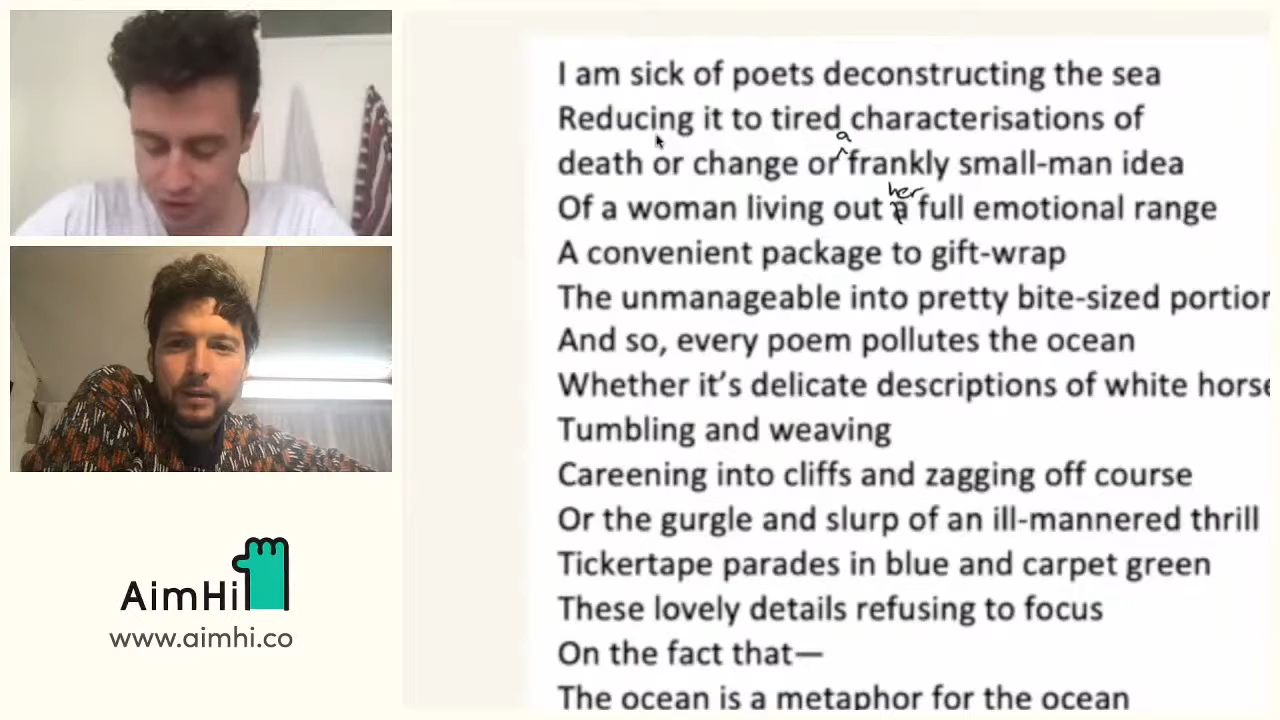 I am sick of poets deconstructing the sea
Reducing it to tired characterisations of
a
death or change or frankly small-man idea
her
Of a woman living out a full emotional range
A convenient package to gift-wrap
The unmanageable into pretty bite-sized portion
And so, every poem pollutes the ocean
Whether it's delicate descriptions of white horse
Tumbling and weaving
Careening into cliffs and zagging off course
Or the gurgle and slurp of an ill-mannered thrill
Tickertape parades in blue and carpet green
These lovely details refusing to focus
On the fact that—
The ocean is a metaphor for the ocean
AimHi
www.aimhi.co